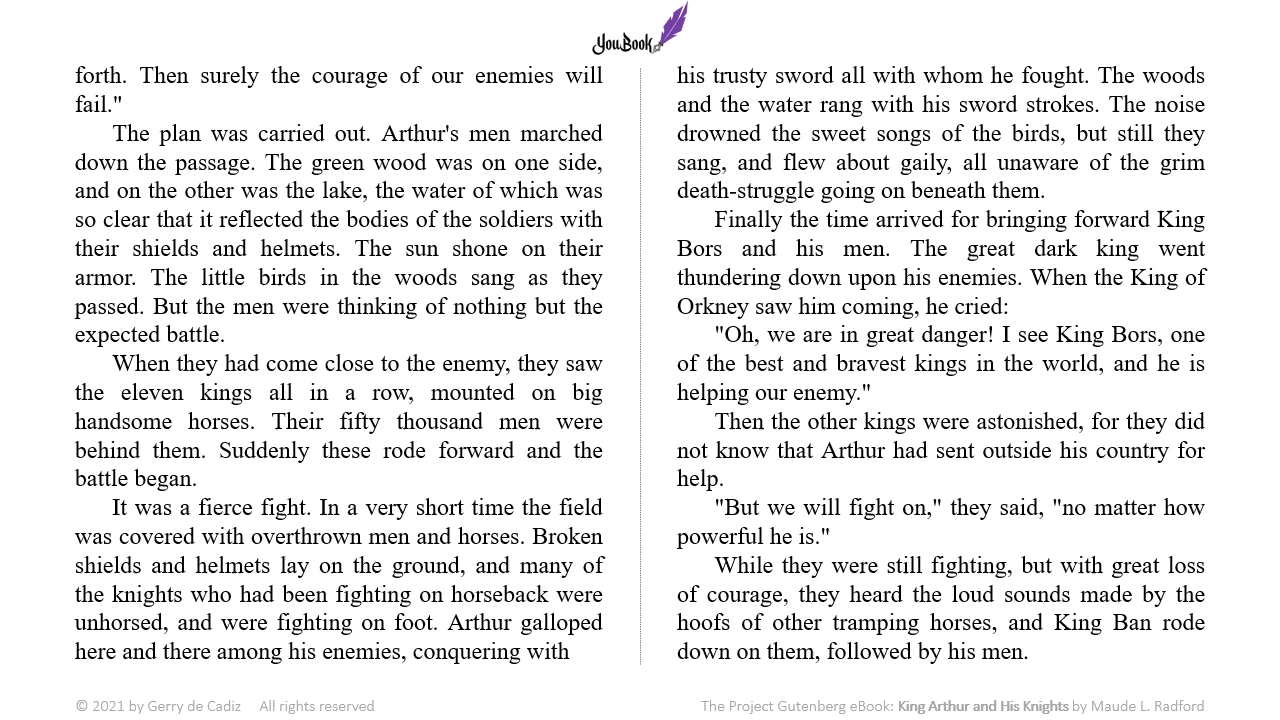 YouBook
forth. Then surely the courage of our enemies will
fail."
The plan was carried out. Arthur's men marched
down the passage. The green wood was on one side,
and on the other was the lake, the water of which was
so clear that it reflected the bodies of the soldiers with
their shields and helmets. The sun shone on their
armor. The little birds in the woods sang as they
passed. But the men were thinking of nothing but the
expected battle.
When they had come close to the enemy, they saw
the eleven kings all in a row, mounted on big
handsome horses. Their fifty thousand men were
behind them. Suddenly these rode forward and the
battle began.
It was a fierce fight. In a very short time the field
was covered with overthrown men and horses. Broken
shields and helmets lay on the ground, and many of
the knights who had been fighting on horseback were
unhorsed, and were fighting on foot. Arthur galloped
here and there among his enemies, conquering with
his trusty sword all with whom he fought. The woods
and the water rang with his sword strokes. The noise
drowned the sweet songs of the birds, but still they
sang, and flew about gaily, all unaware of the grim
death-struggle going on beneath them.
Finally the time arrived for bringing forward King
Bors and his men. The great dark king went
thundering down upon his enemies. When the King of
Orkney saw him coming, he cried:
"Oh, we are in great danger! I see King Bors, one
of the best and bravest kings in the world, and he is
helping our enemy."
Then the other kings were astonished, for they did
not know that Arthur had sent outside his country for
help.
"But we will fight on," they said, "no matter how
powerful he is."
While they were still fighting, but with great loss
of courage, they heard the loud sounds made by the
hoofs of other tramping horses, and King Ban rode
down on them, followed by his men.
© 2021 by Gerry de Cadiz All rights reserved
The Project Gutenberg eBook: King Arthur and His Knights by Maude L. Radford